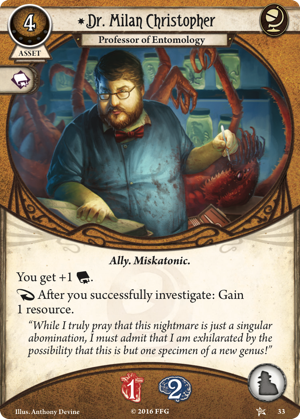 4
ASSET
*Dr. Milan Christopher
Professor of Entomology
Ally. Miskatonic.
You get +1 .
After you successfully investigate: Gain
1 resource.
“While I truly pray that this nightmare is just a singular
abomination, I must admit that I am exhilarated by the
possibility that this is but one specimen of a new genus!”
1
2
Illus. Anthony Devine
© 2016 FFG
33